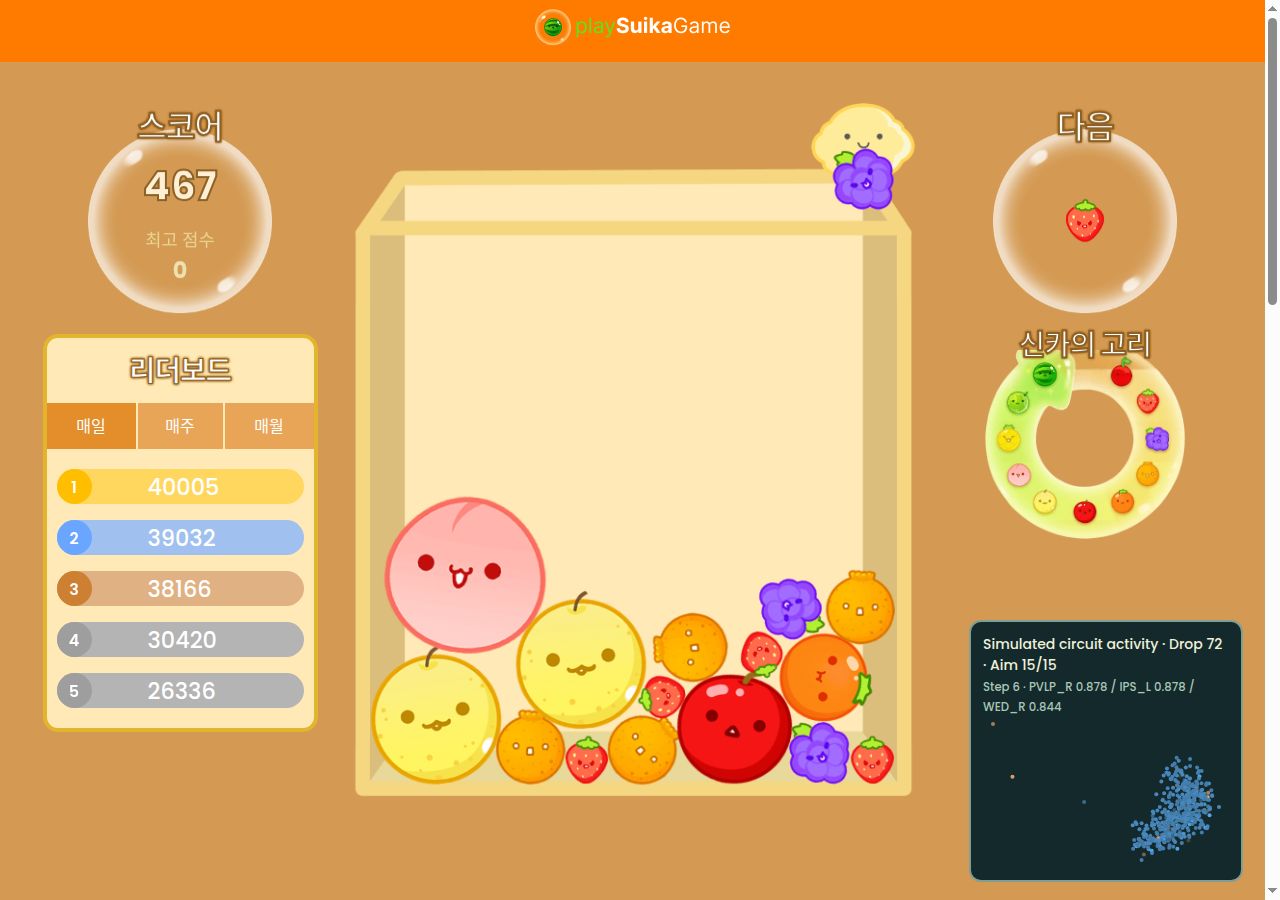 playSuikaGame
스코어
467
최고 점수
0
리더보드
매일 매주 매월
1 40005
2 39032
3 38166
4 30420
5 26336
다음
신카의 고리
Simulated circuit activity · Drop 72
· Aim 15/15
Step 6 · PVLP_R 0.878 / IPS_L 0.878 /
WED_R 0.844